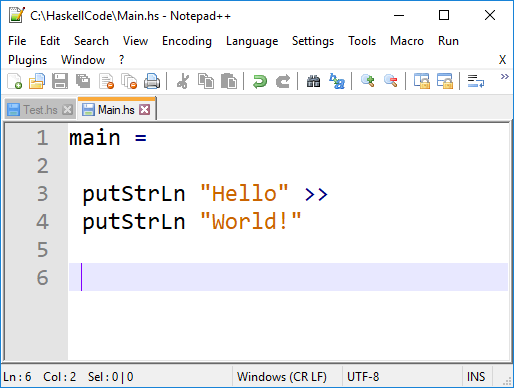 C:\HaskellCode\Main.hs - Notepad++
File Edit Search View Encoding Language Settings Tools Macro Run
Plugins Window ? X
Test.hs Main.hs
1 main =
2
3 putStrLn "Hello" >>
4 putStrLn "World!"
5
6
Ln : 6 Col : 2 Sel : 0 | 0 Windows (CR LF) UTF-8 INS